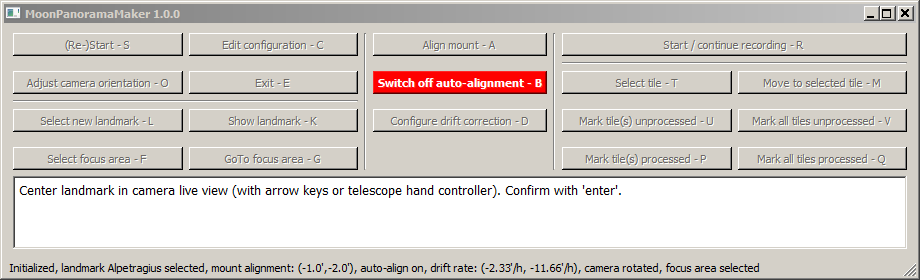 MoonPanoramaMaker 1.0.0
(Re-)Start - S
Edit configuration - C
Align mount - A
Start / continue recording - R
Adjust camera orientation - O
Exit - E
Switch off auto-alignment - B
Select tile - T
Move to selected tile - M
Select new landmark - L
Show landmark - K
Configure drift correction - D
Mark tile(s) unprocessed - U
Mark all tiles unprocessed - V
Select focus area - F
GoTo focus area - G
Mark tile(s) processed - P
Mark all tiles processed - Q
Center landmark in camera live view (with arrow keys or telescope hand controller). Confirm with 'enter'.
Initialized, landmark Alpetragius selected, mount alignment: (-1.0',-2.0'), auto-align on, drift rate: (-2.33'/h, -11.66'/h), camera rotated, focus area selected